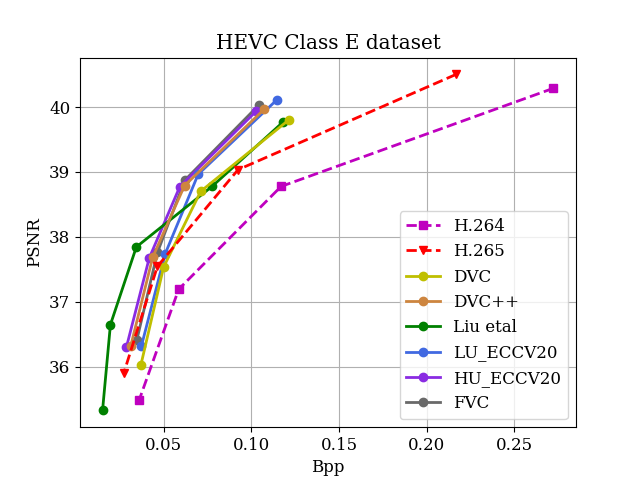 HEVC Class E dataset
PSNR
40
39
38
37
36
H.264
H.265
DVC
DVC++
Liu etal
LU_ECCV20
HU_ECCV20
FVC
0.05 0.10 0.15 0.20 0.25
Bpp